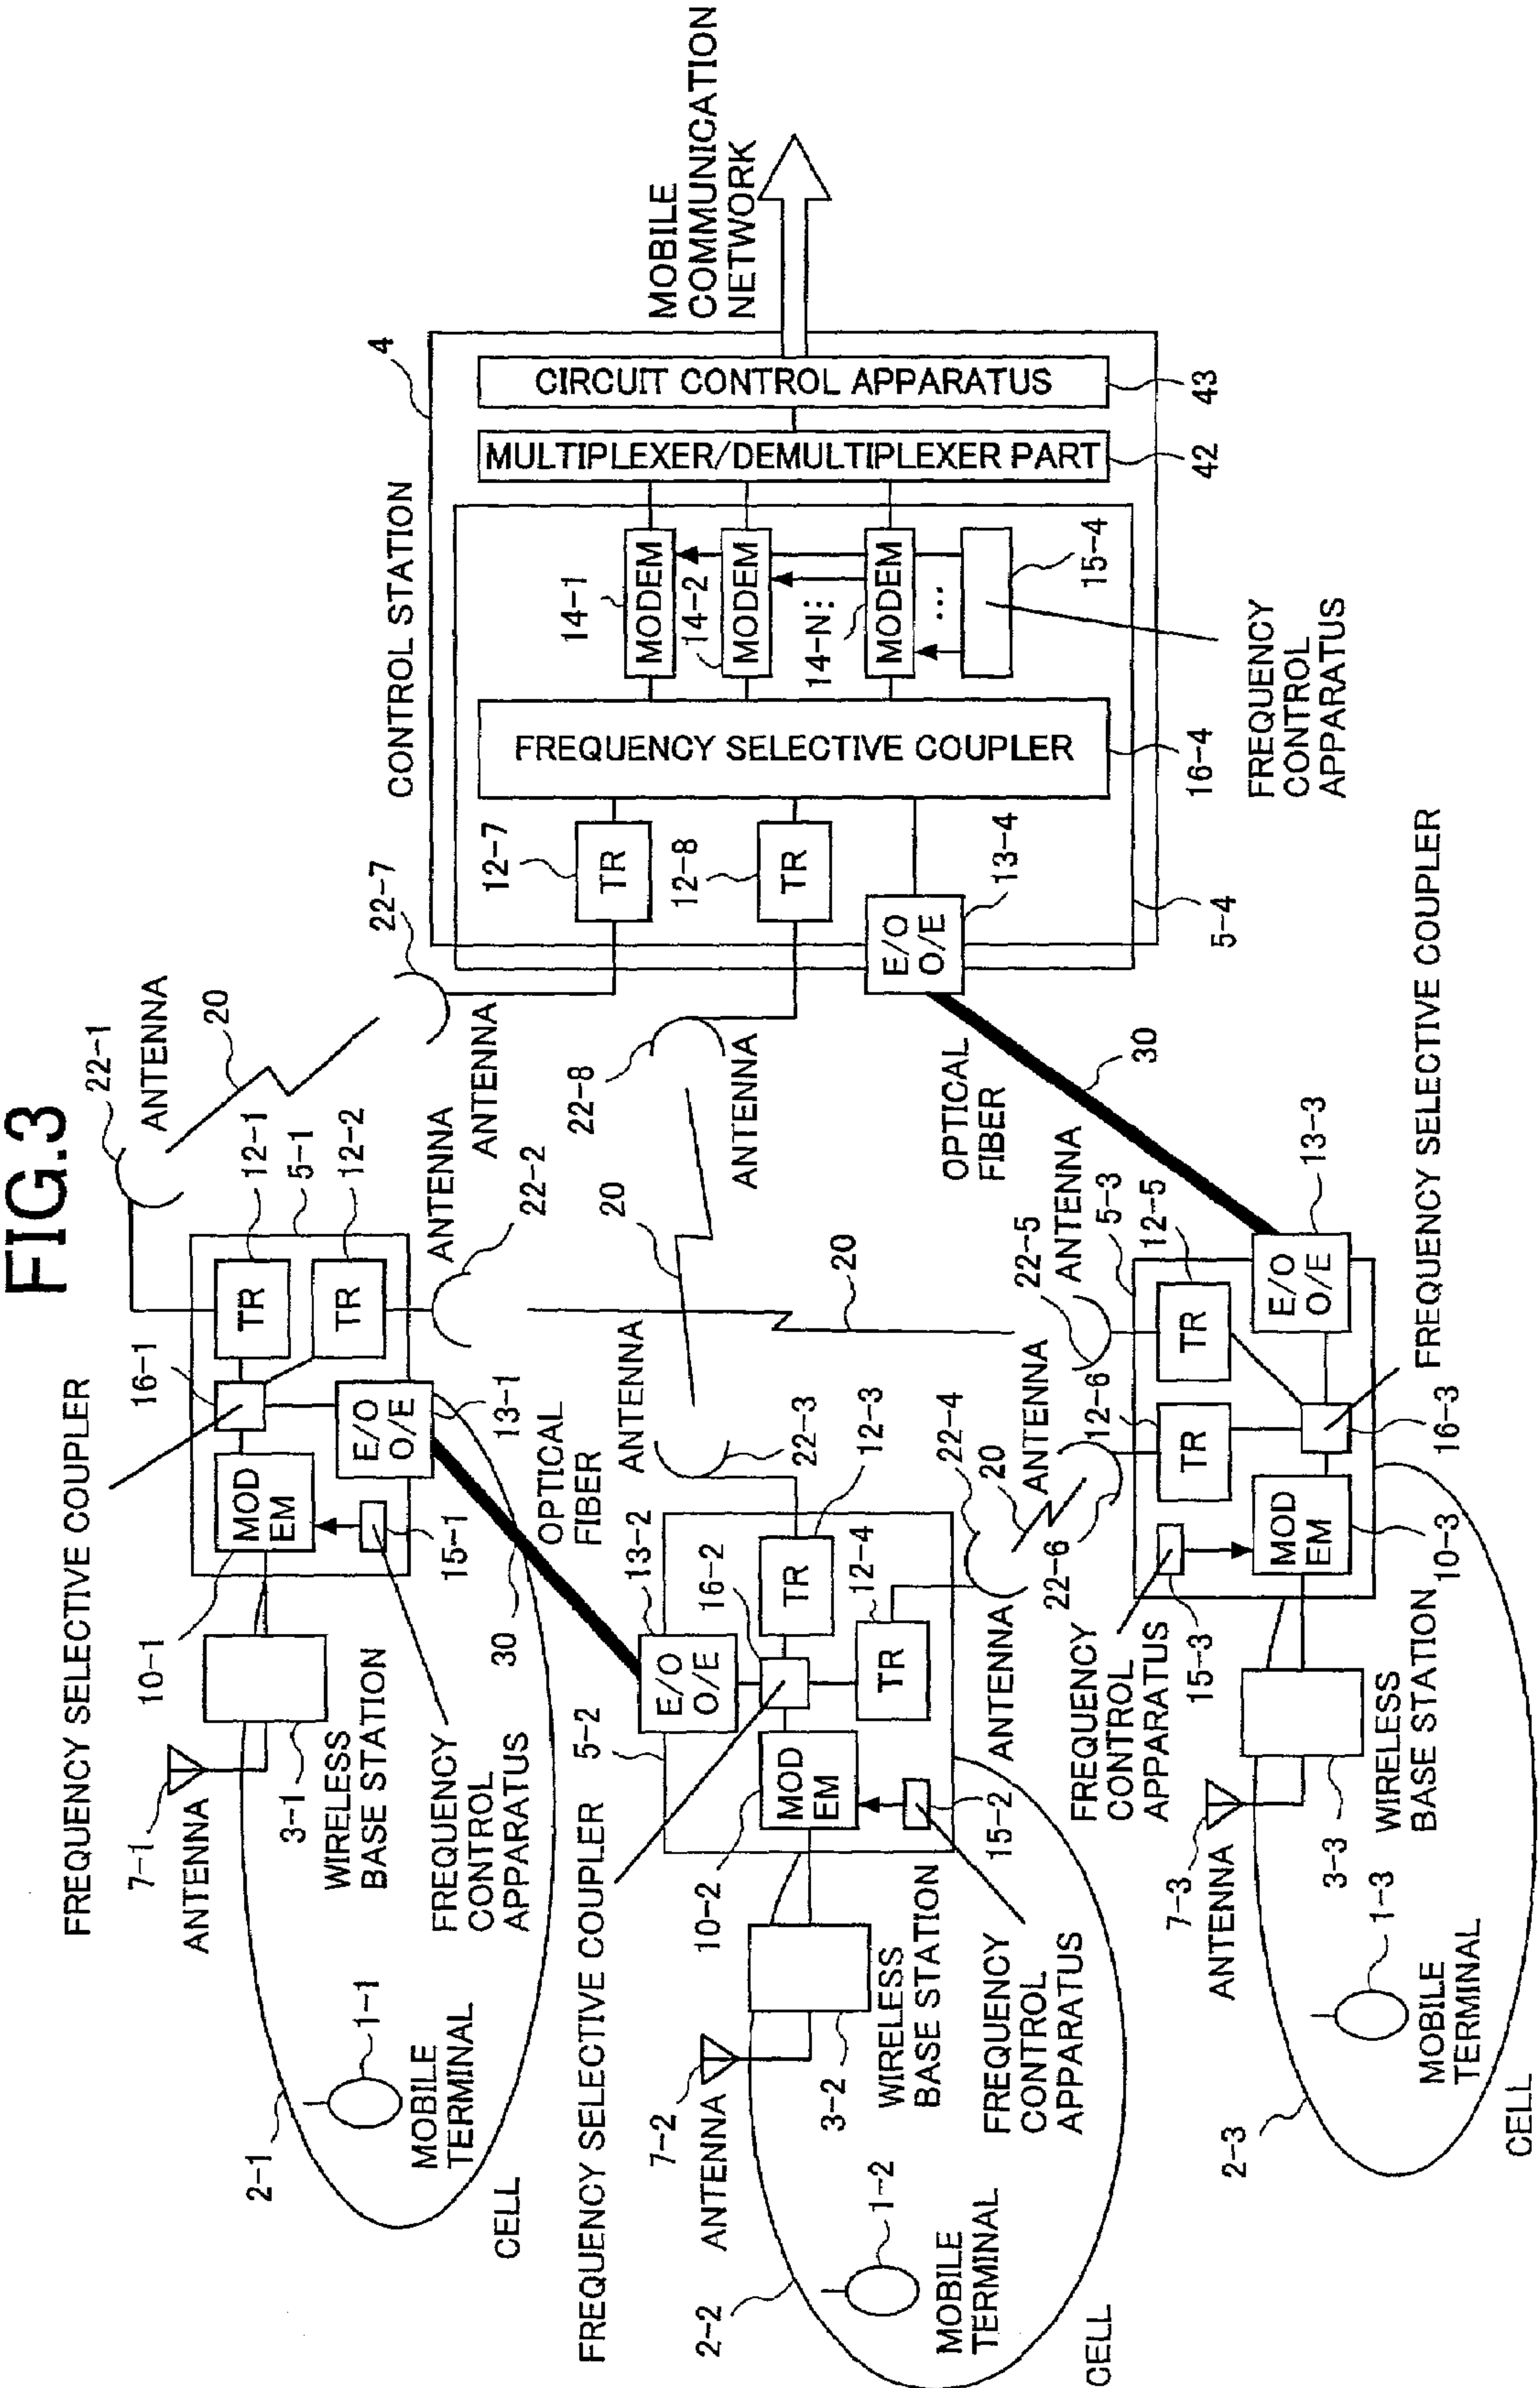 FIG.3
FREQUENCY SELECTIVE COUPLER
16-1
22-1
ANTENNA
20
7-1
ANTENNA
10-1
MOD
EM
TR
12-1
5-1
TR
12-2
E/O
O/E
13-1
15-1
3-1
WIRELESS
BASE STATION
FREQUENCY
CONTROL
APPARATUS
30
OPTICAL
FIBER
ANTENNA
22-2
2-1
1-1
MOBILE
TERMINAL
CELL
22-7
ANTENNA
CONTROL STATION
4
12-7
TR
12-8
TR
E/O
O/E
13-4
5-4
FREQUENCY SELECTIVE COUPLER
16-4
14-1
MODEM
14-2
MODEM
14-N
MODEM
15-4
FREQUENCY
CONTROL
APPARATUS
MULTIPLEXER/DEMULTIPLEXER PART
42
CIRCUIT CONTROL APPARATUS
43
MOBILE
COMMUNICATION
NETWORK
22-8
ANTENNA
20
20
ANTENNA
22-3
FREQUENCY SELECTIVE COUPLER
5-2
13-2
E/O
O/E
16-2
TR
12-3
12-4
TR
10-2
MOD
EM
15-2
22-4
ANTENNA
20
7-2
ANTENNA
3-2
WIRELESS
BASE STATION
FREQUENCY
CONTROL
APPARATUS
2-2
1-2
MOBILE
TERMINAL
CELL
OPTICAL
FIBER
30
22-5
ANTENNA
5-3
12-5
TR
13-3
E/O
O/E
ANTENNA
22-6
12-6
TR
16-3
FREQUENCY SELECTIVE COUPLER
MOD
EM
10-3
FREQUENCY
CONTROL
APPARATUS
15-3
7-3
ANTENNA
3-3
WIRELESS
BASE STATION
2-3
1-3
MOBILE
TERMINAL
CELL